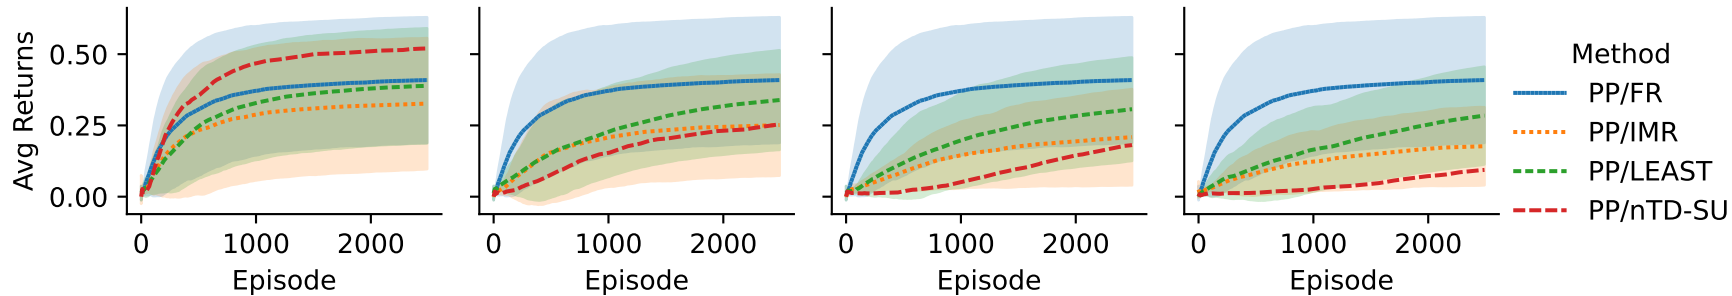 Avg Returns
0.50
0.25
0.00
0 1000 2000
Episode
0 1000 2000
Episode
0 1000 2000
Episode
0 1000 2000
Episode
Method
PP/FR
PP/IMR
PP/LEAST
PP/nTD-SU